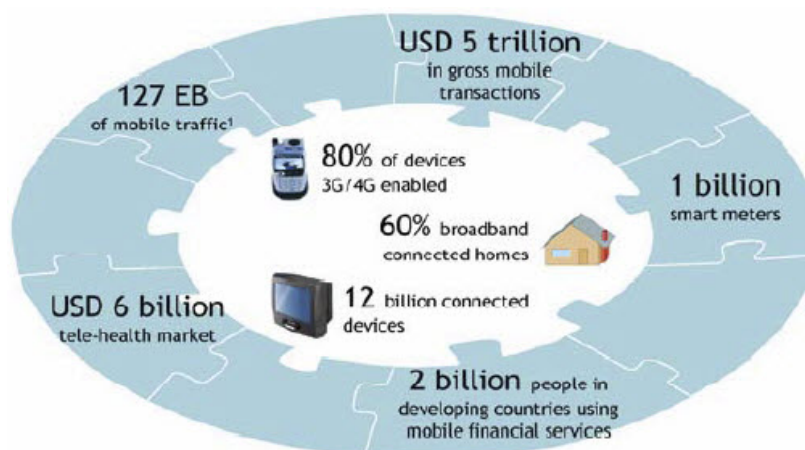 USD 5 trillion
in gross mobile
transactions
127 EB
of mobile traffic¹
80% of devices
3G/4G enabled
1 billion
smart meters
60% broadband
connected homes
USD 6 billion
tele-health market
12 billion connected
devices
2 billion people in
developing countries using
mobile financial services